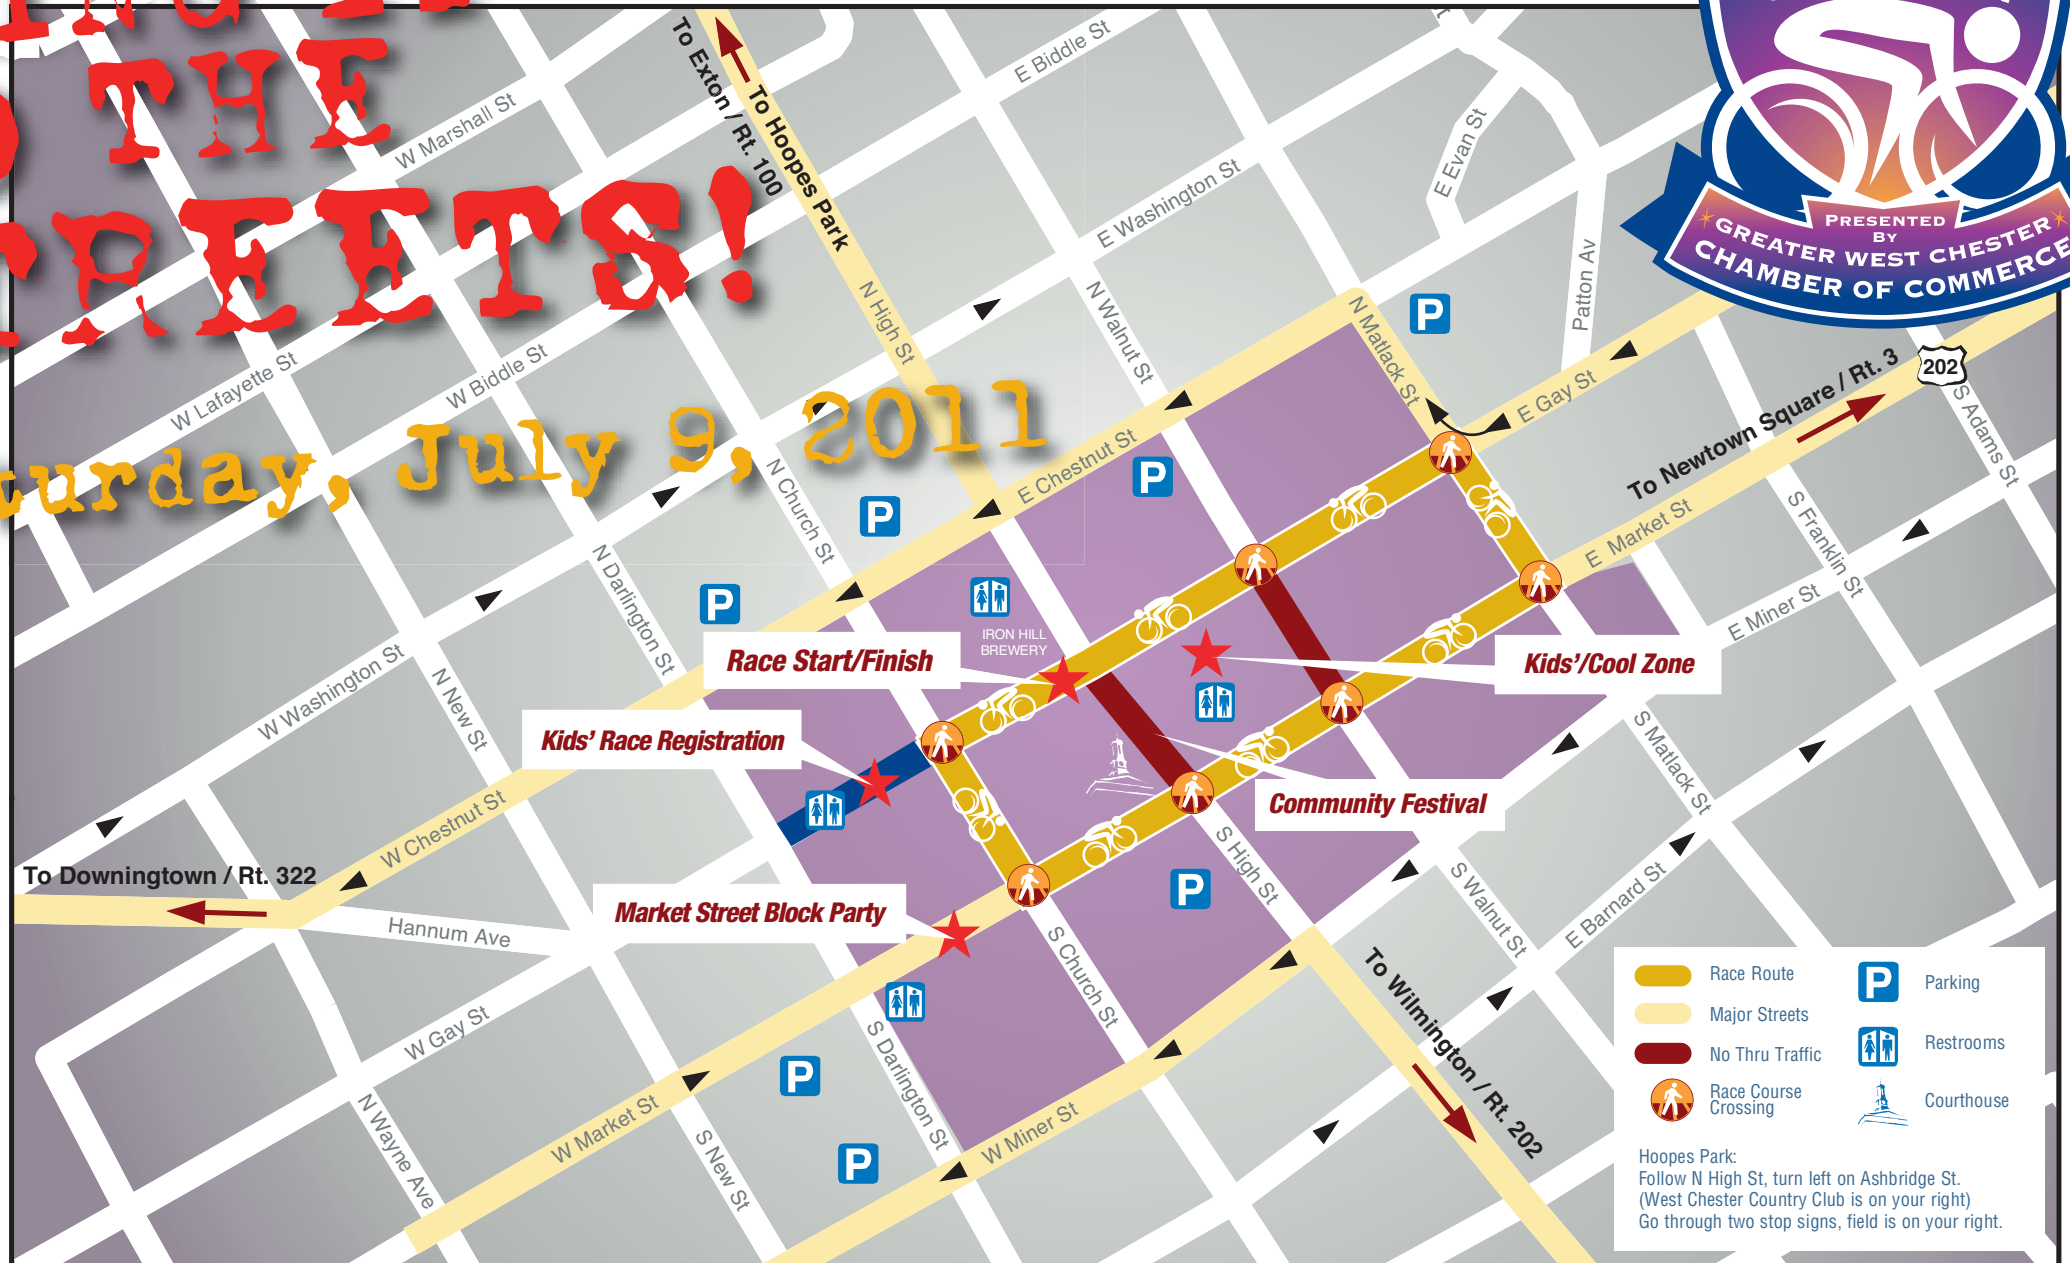 THE
Saturday, July 9, 2011
To Exton / Rt. 100
To Hoopes Park
W Marshall St
E Biddle St
E Washington St
E Evan St
Patton Av
W Lafayette St
W Biddle St
N High St
N Walnut St
N Matlack St
E Gay St
To Newtown Square / Rt. 3
202
S Adams St
E Chestnut St
N Church St
N Darlington St
E Market St
S Franklin St
E Miner St
P
P
P
P
IRON HILL
BREWERY
Race Start/Finish
Kids'/Cool Zone
W Washington St
N New St
Kids' Race Registration
Community Festival
S Matlack St
W Chestnut St
To Downingtown / Rt. 322
Hannum Ave
Market Street Block Party
P
S High St
S Walnut St
E Barnard St
W Gay St
S Church St
S Darlington St
To Wilmington / Rt. 202
P
P
W Market St
N Wayne Ave
S New St
W Miner St
PRESENTED
BY
GREATER WEST CHESTER
CHAMBER OF COMMERCE
Race Route
Major Streets
No Thru Traffic
Race Course
Crossing
P
Parking
Restrooms
Courthouse
Hoopes Park:
Follow N High St, turn left on Ashbridge St.
(West Chester Country Club is on your right)
Go through two stop signs, field is on your right.